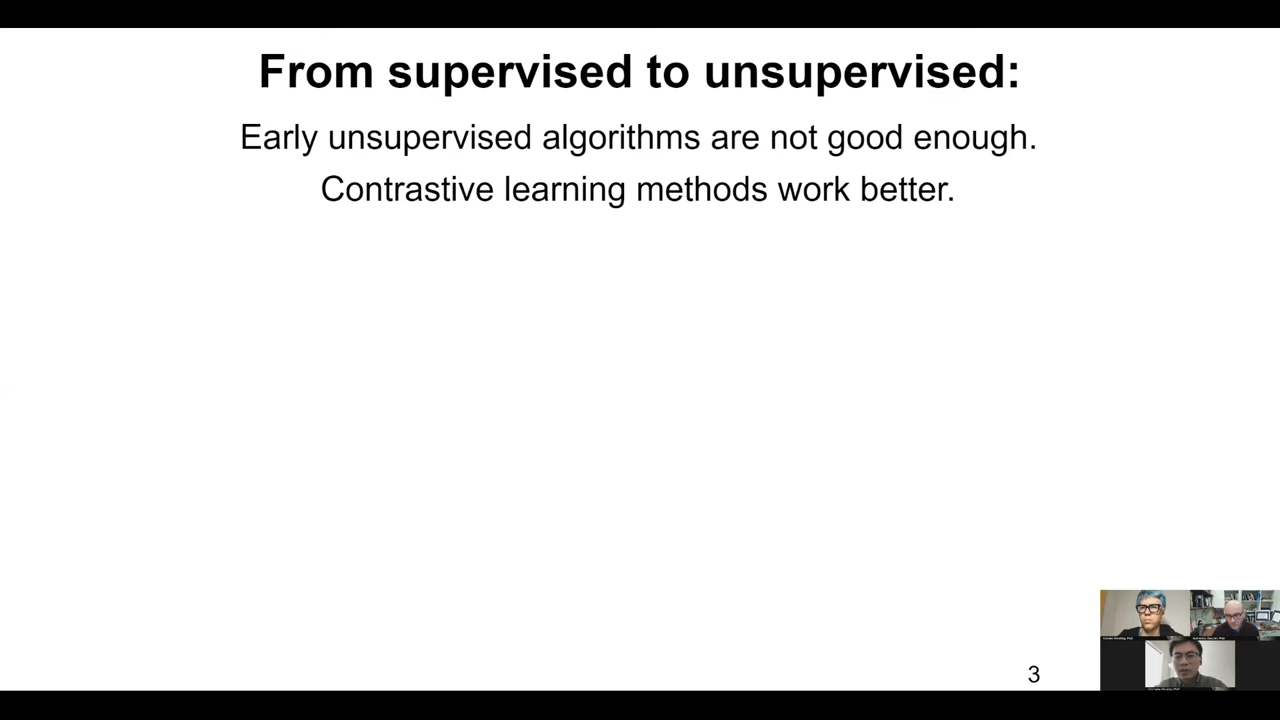 From supervised to unsupervised:
Early unsupervised algorithms are not good enough.
Contrastive learning methods work better.
3